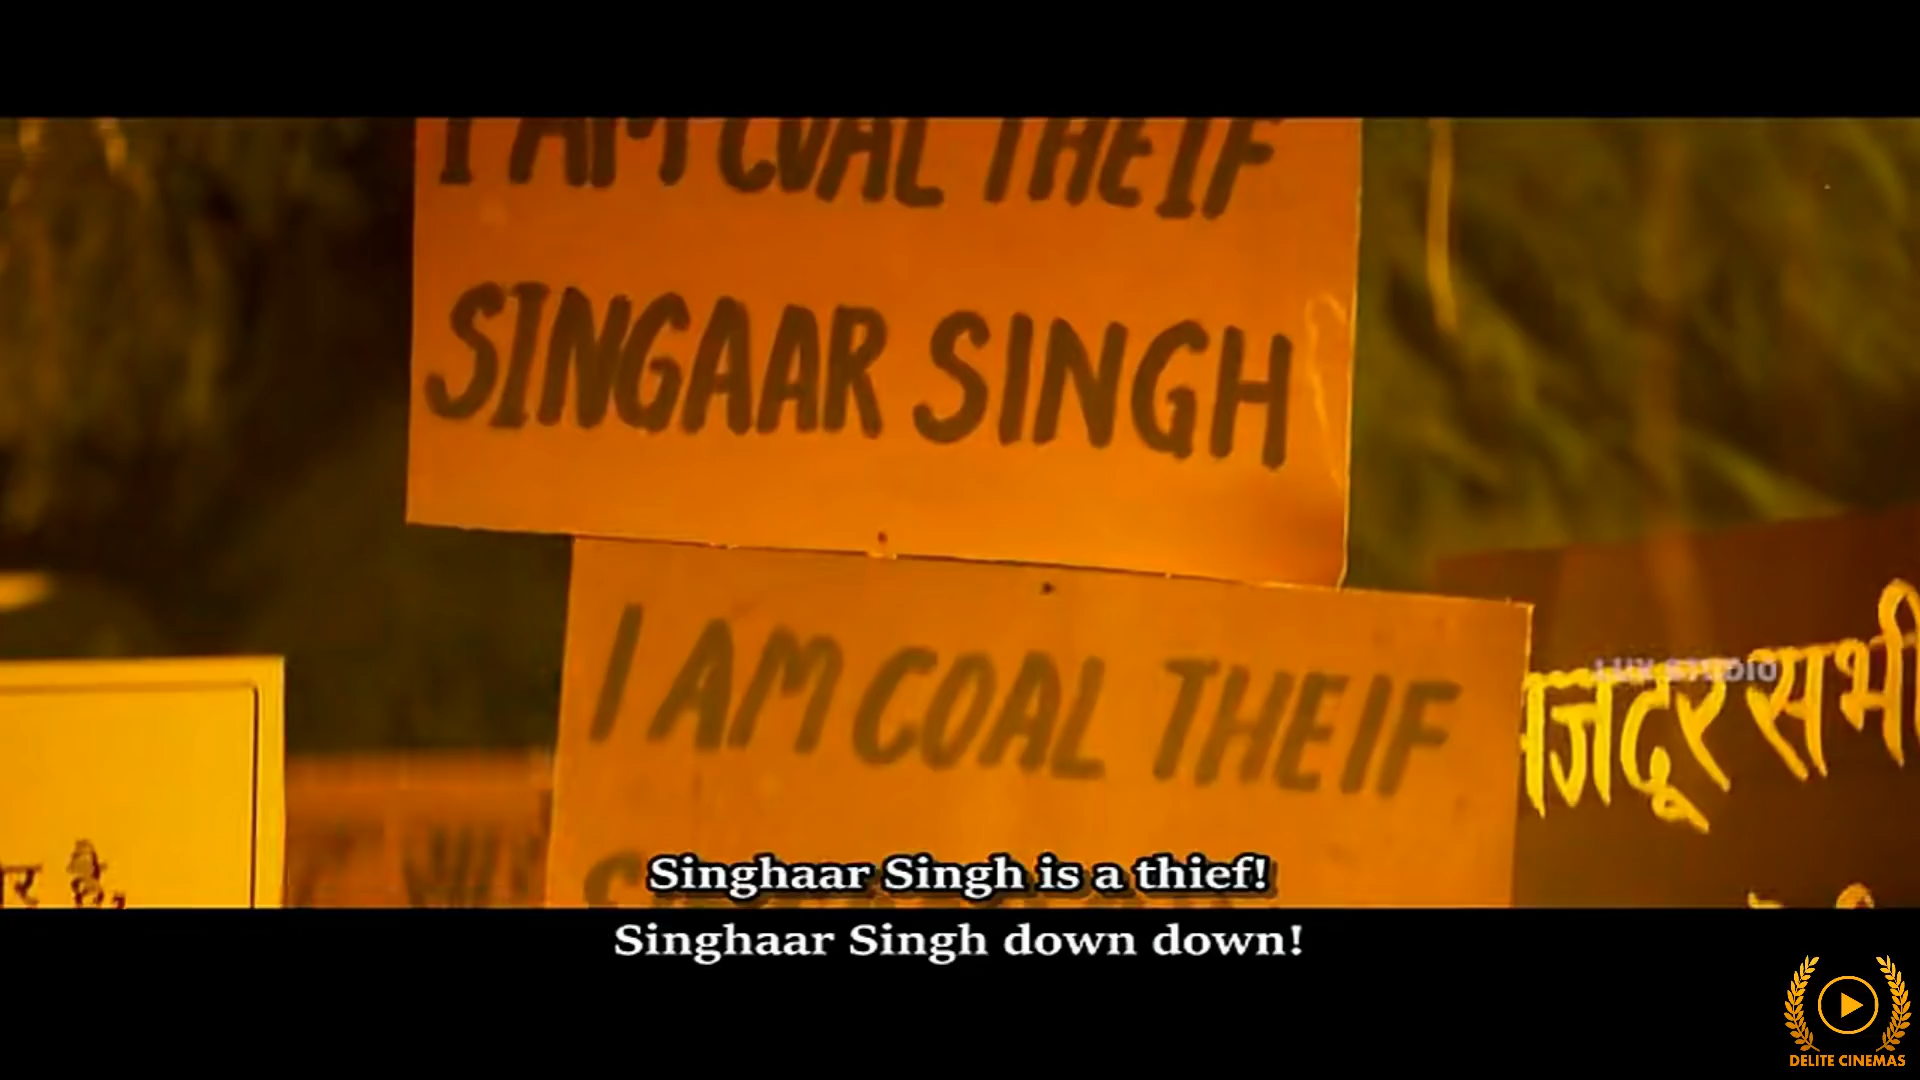 I AM COAL THEIF
SINGAAR SINGH
I AM COAL THEIF
मजदूर सभी
LUX STUDIO
र है,
Singhaar Singh is a thief!
Singhaar Singh down down!
DELITE CINEMAS